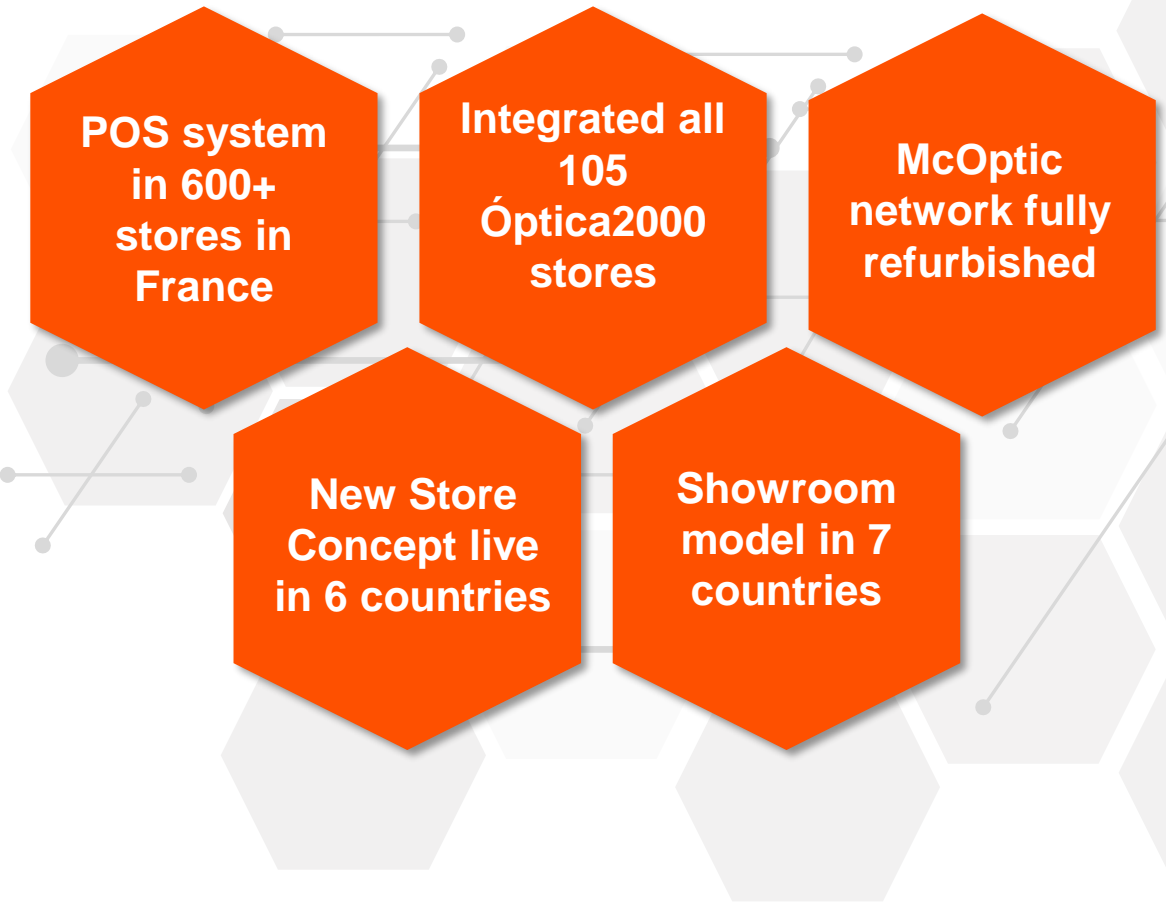 POS system
in 600+
stores in
France
Integrated all
105
Óptica2000
stores
McOptic
network fully
refurbished
New Store
Concept live
in 6 countries
Showroom
model in 7
countries